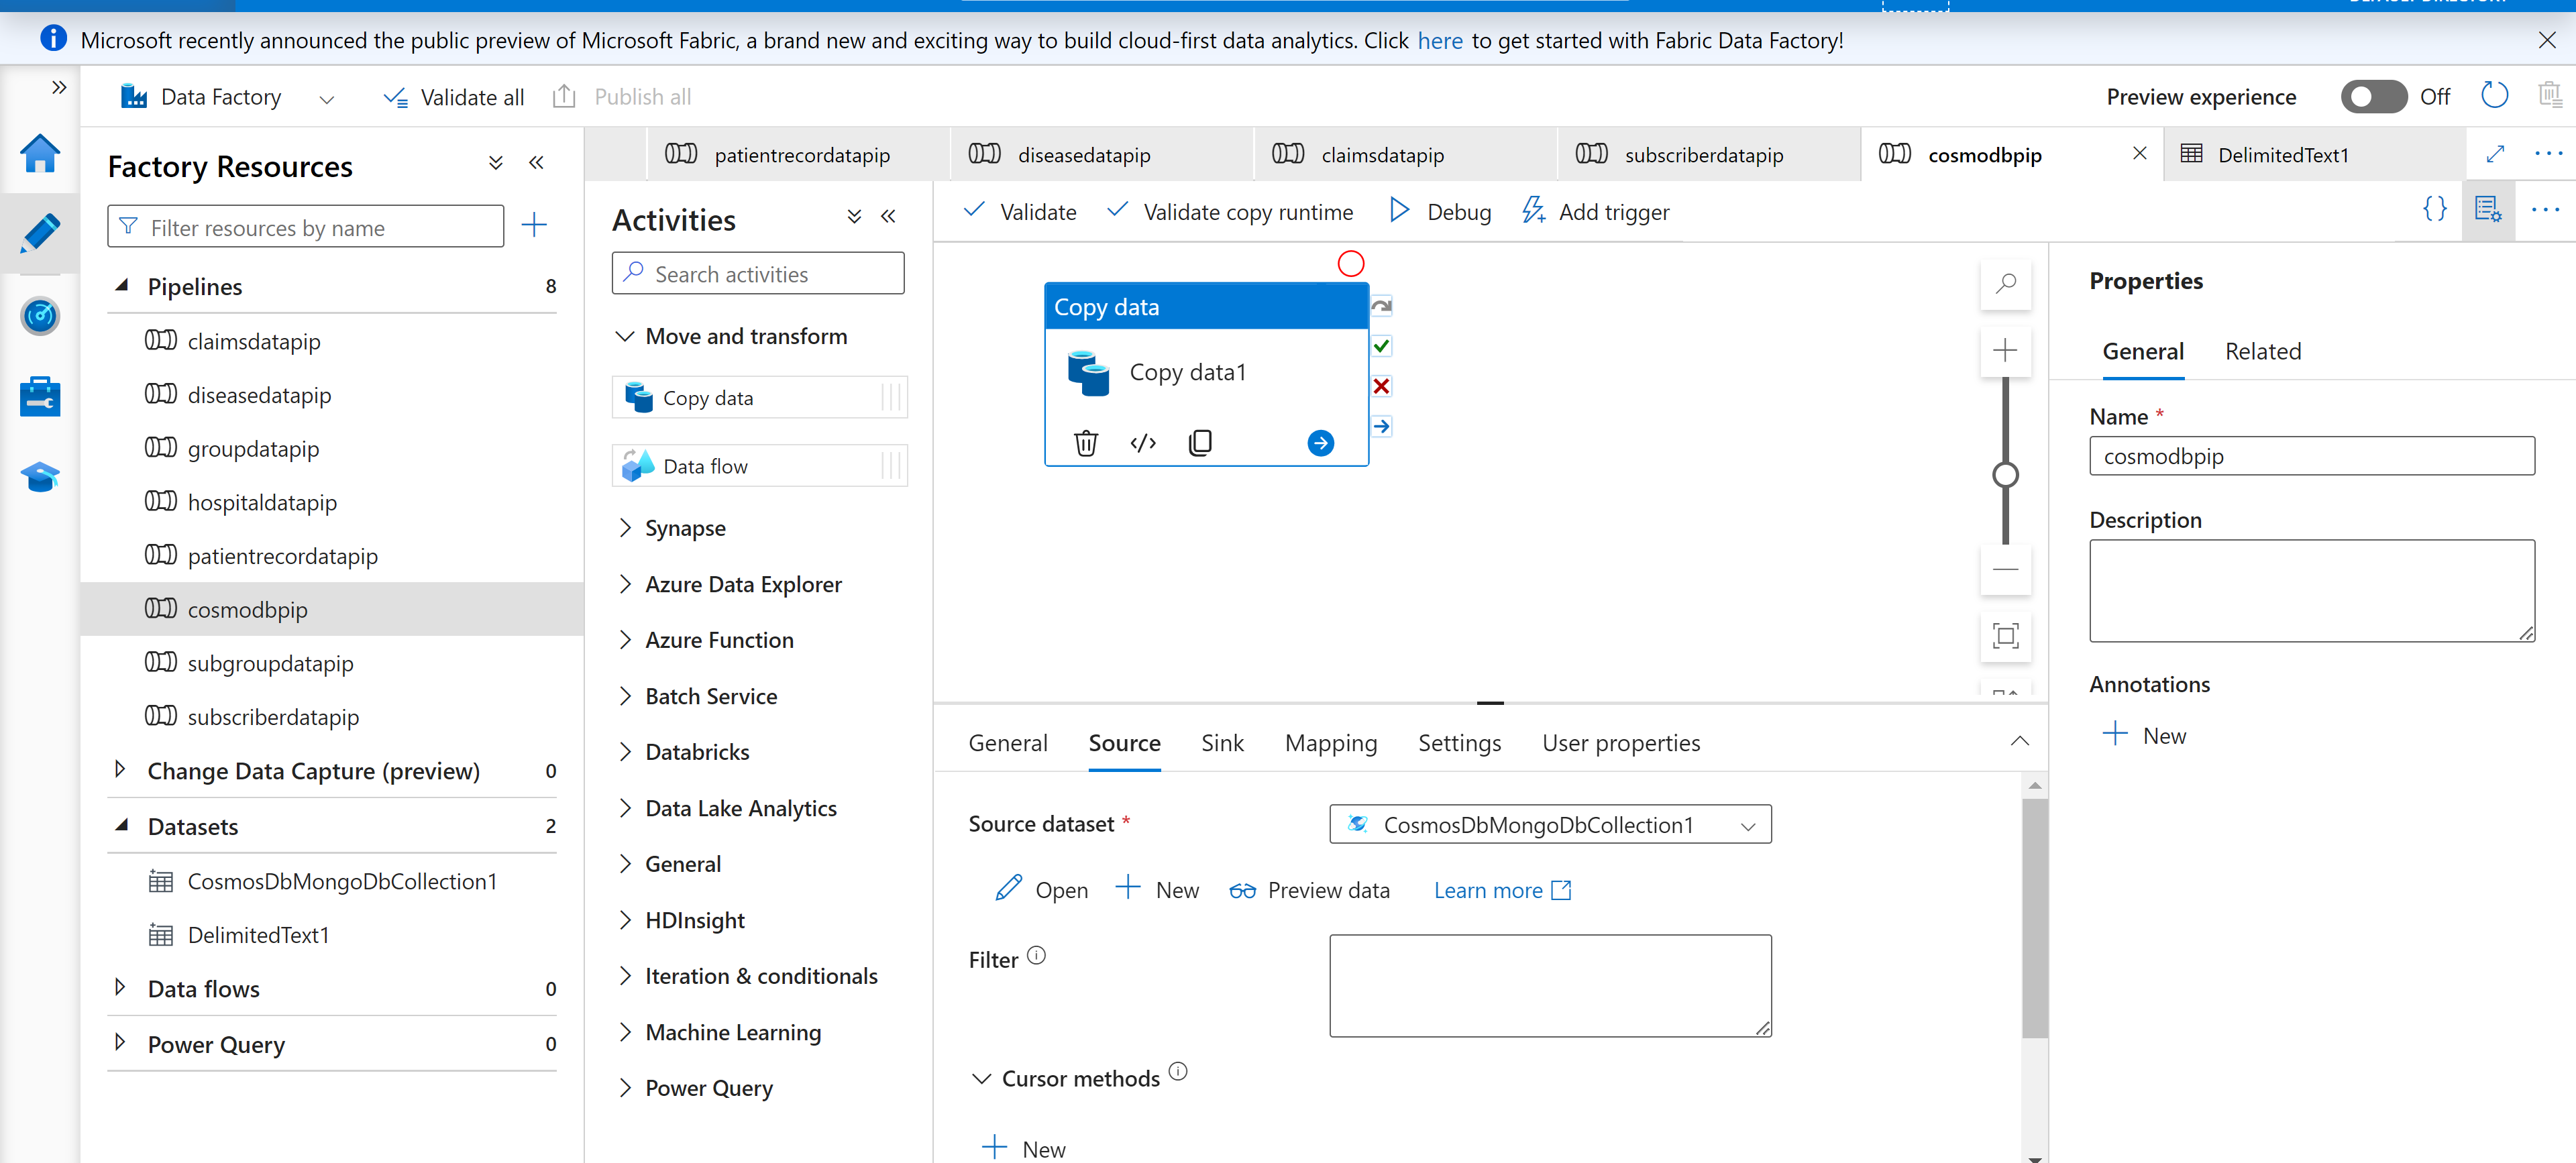 Microsoft recently announced the public preview of Microsoft Fabric, a brand new and exciting way to build cloud-first data analytics. Click here to get started with Fabric Data Factory!
Data Factory
Validate all
Publish all
Preview experience
Off
Factory Resources
Filter resources by name
Pipelines 8
claimsdatapip
diseasedatapip
groupdatapip
hospitaldatapip
patientrecordatapip
cosmodbpip
subgroupdatapip
subscriberdatapip
Change Data Capture (preview) 0
Datasets 2
CosmosDbMongoDbCollection1
DelimitedText1
Data flows 0
Power Query 0
patientrecordatapip
diseasedatapip
claimsdatapip
subscriberdatapip
cosmodbpip
DelimitedText1
Activities
Search activities
Move and transform
Copy data
Data flow
Synapse
Azure Data Explorer
Azure Function
Batch Service
Databricks
Data Lake Analytics
General
HDInsight
Iteration & conditionals
Machine Learning
Power Query
Validate
Validate copy runtime
Debug
Add trigger
Copy data
Copy data1
General
Source
Sink
Mapping
Settings
User properties
Source dataset *
CosmosDbMongoDbCollection1
Open
New
Preview data
Learn more
Filter
Cursor methods
New
Properties
General
Related
Name *
cosmodbpip
Description
Annotations
New